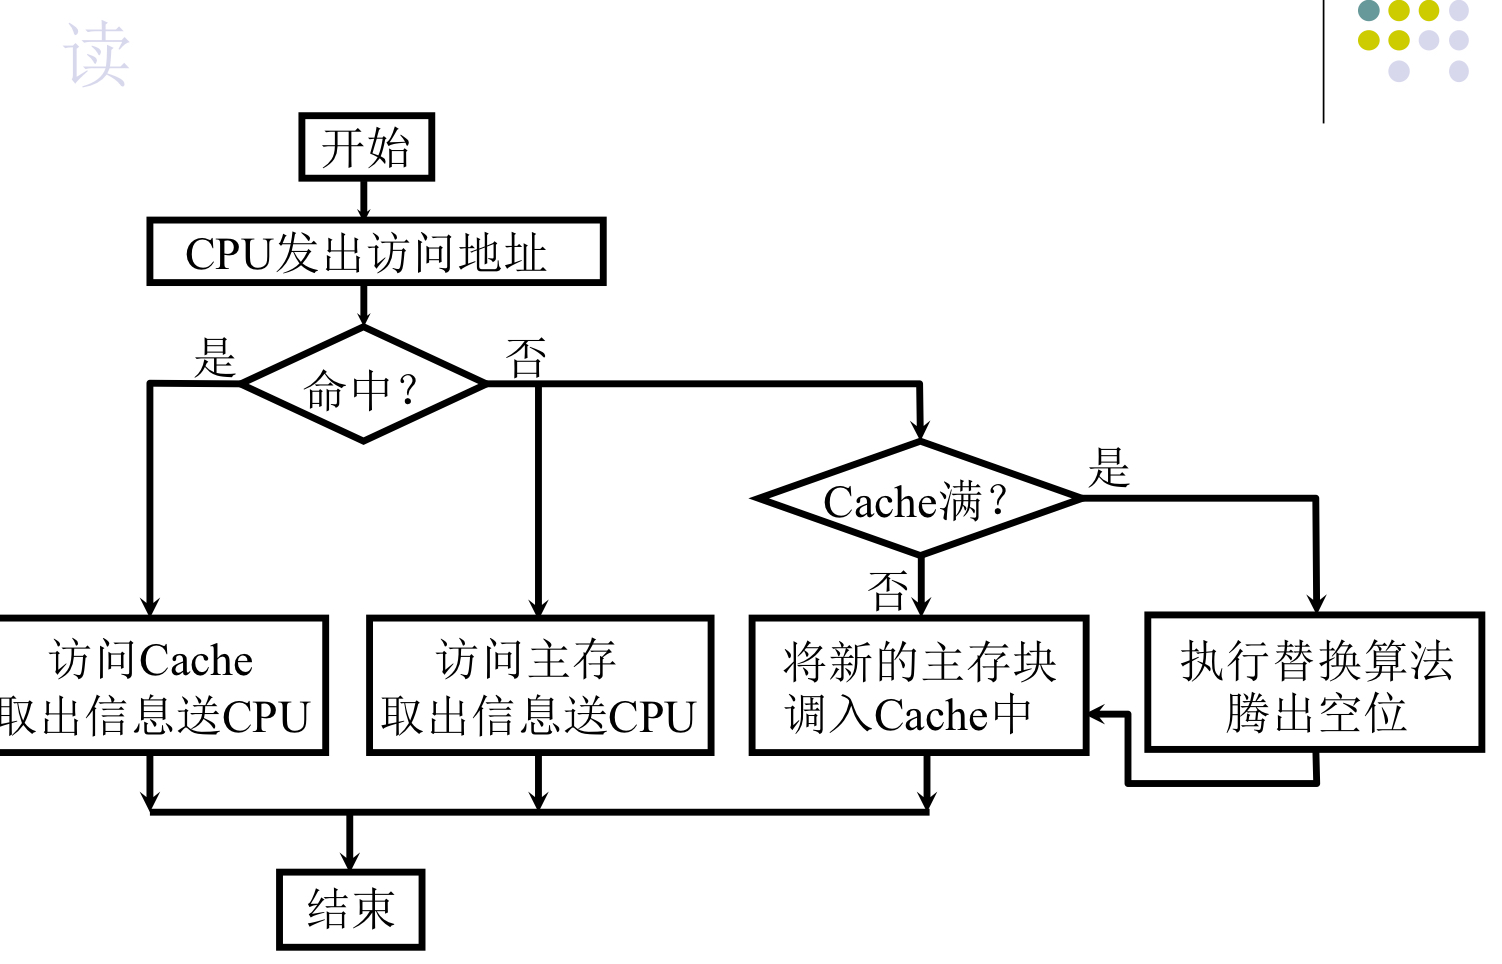 读
开始
CPU发出访问地址
是
否
命中？
是
Cache满？
否
访问Cache
取出信息送CPU
访问主存
取出信息送CPU
将新的主存块
调入Cache中
执行替换算法
腾出空位
结束